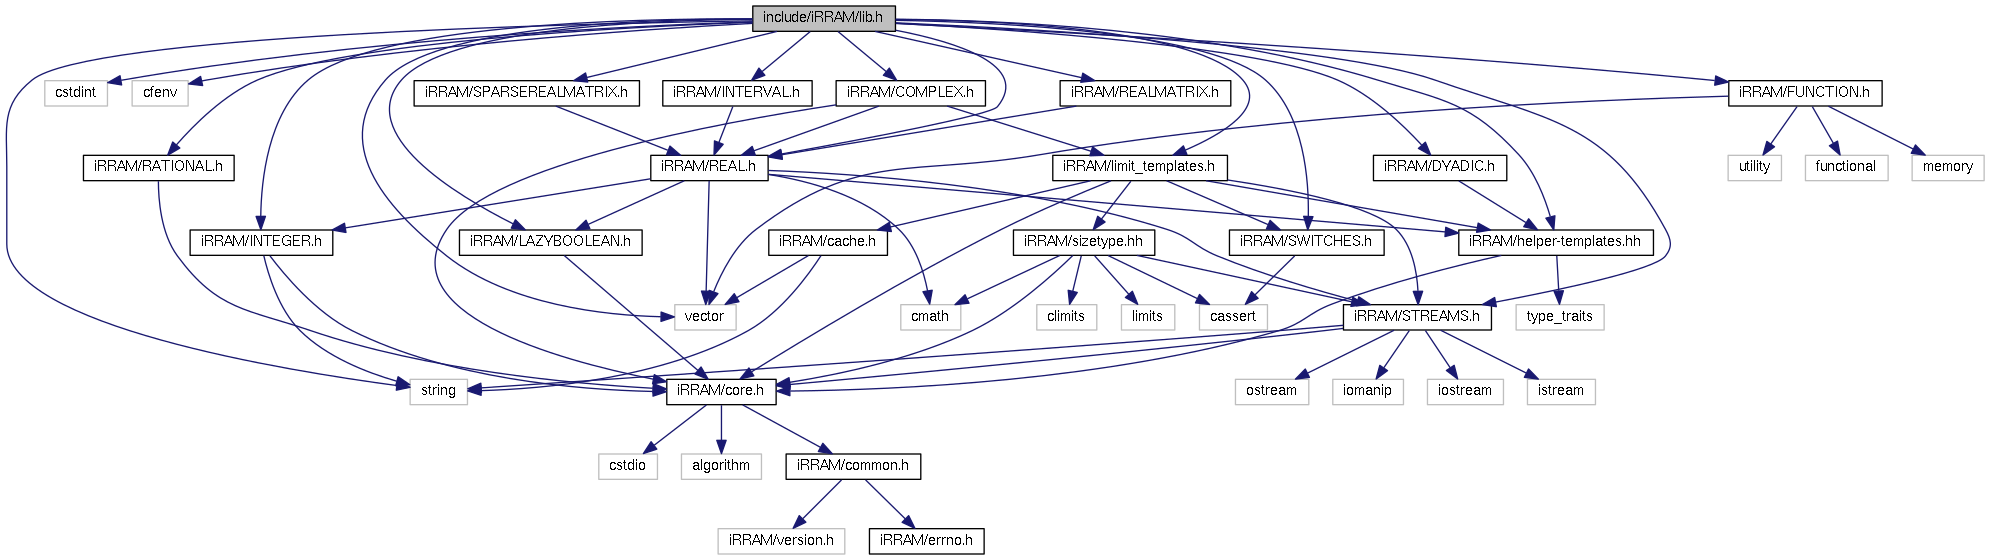 include/iRRAM/lib.h
cstdint
cfenv
iRRAM/SPARSEREALMATRIX.h
iRRAM/INTERVAL.h
iRRAM/COMPLEX.h
iRRAM/REALMATRIX.h
iRRAM/FUNCTION.h
iRRAM/RATIONAL.h
iRRAM/REAL.h
iRRAM/limit_templates.h
iRRAM/DYADIC.h
utility
functional
memory
iRRAM/INTEGER.h
iRRAM/LAZYBOOLEAN.h
iRRAM/cache.h
iRRAM/sizetype.hh
iRRAM/SWITCHES.h
iRRAM/helper-templates.hh
vector
cmath
climits
limits
cassert
iRRAM/STREAMS.h
type_traits
string
iRRAM/core.h
ostream
iomanip
iostream
istream
cstdio
algorithm
iRRAM/common.h
iRRAM/version.h
iRRAM/errno.h